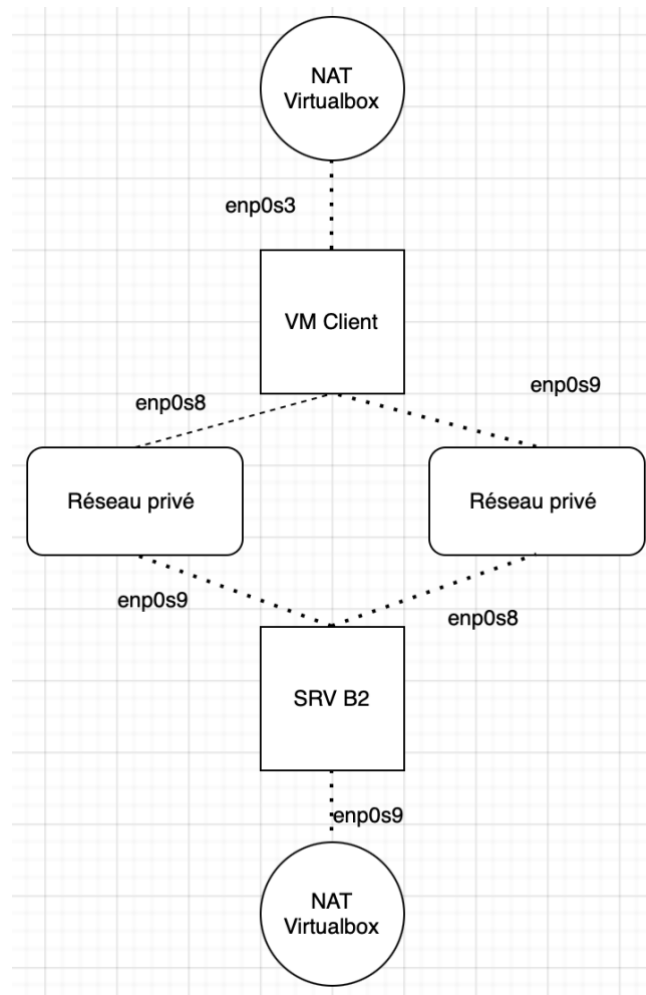 NAT
Virtualbox
enp0s3
VM Client
enp0s8
enp0s9
Réseau privé
Réseau privé
enp0s9
enp0s8
SRV B2
enp0s9
NAT
Virtualbox